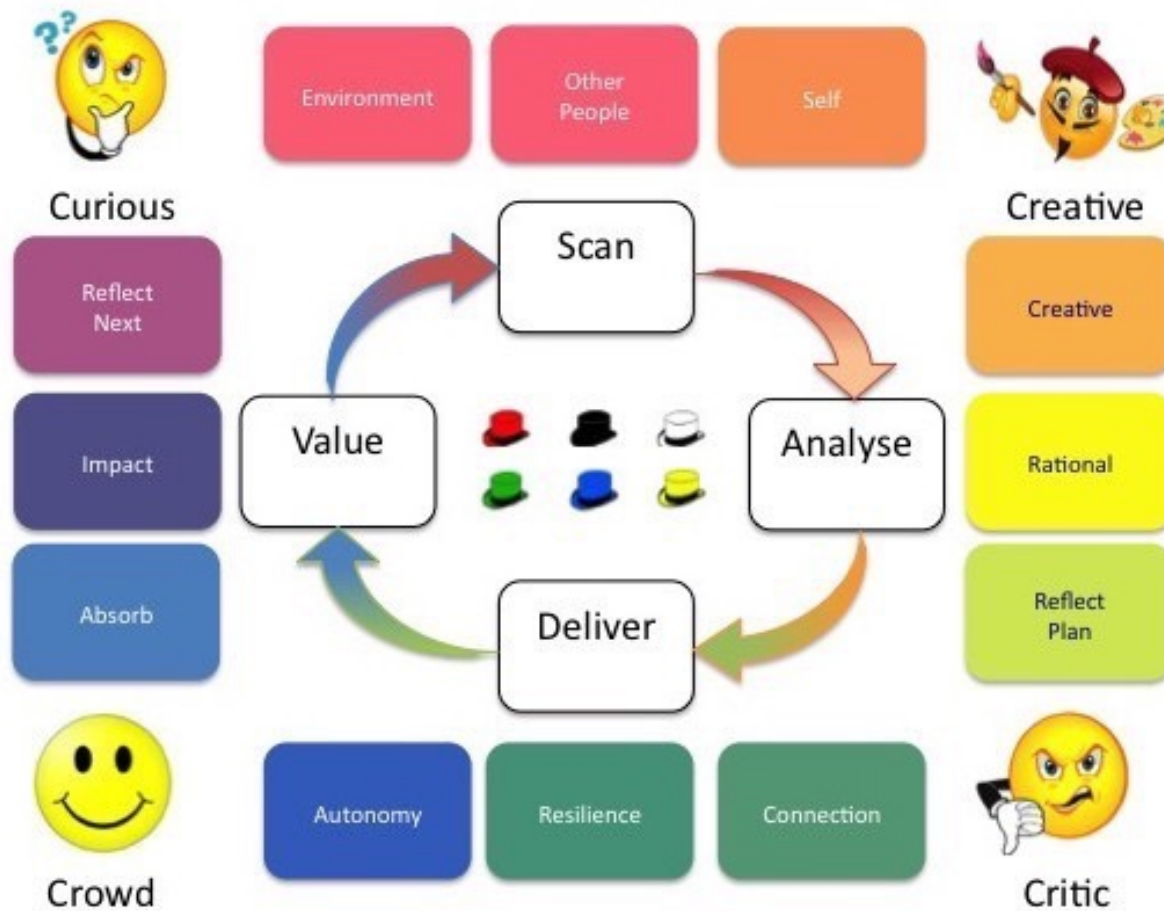 ??
Environment
Other
People
Self
Curious
Creative
Scan
Reflect
Next
Creative
Value
Analyse
Impact
Rational
Absorb
Deliver
Reflect
Plan
Autonomy
Resilience
Connection
Crowd
Critic